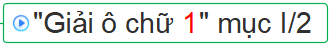 "Giải ô chữ 1" mục I/2